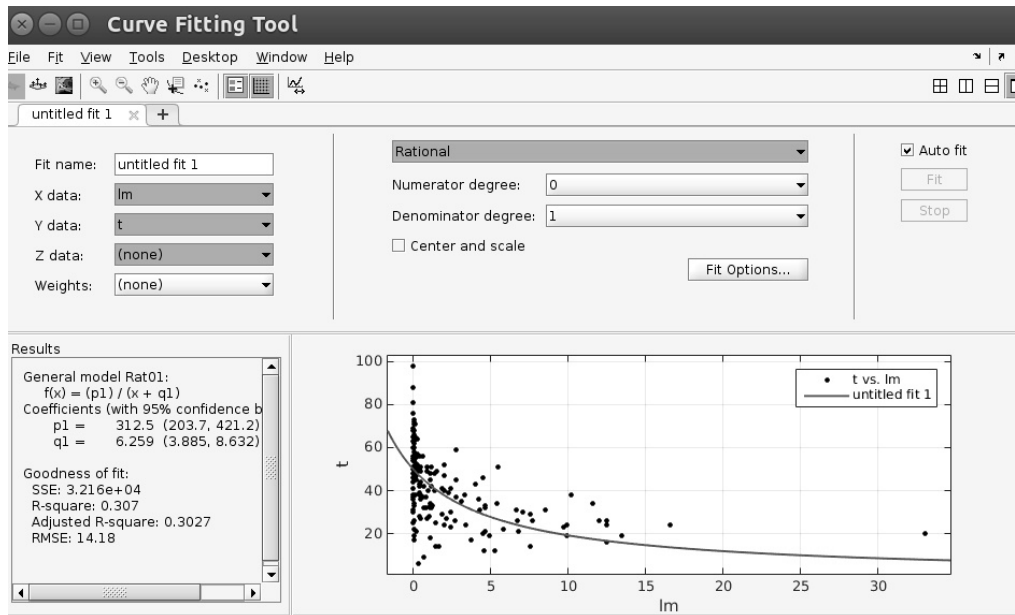 Curve Fitting Tool
File Fit View Tools Desktop Window Help
untitled fit 1
Fit name: untitled fit 1
X data: lm
Y data: t
Z data: (none)
Weights: (none)
Rational
Numerator degree: 0
Denominator degree: 1
Center and scale
Fit Options...
Auto fit
Fit
Stop
Results
General model Rat01:
f(x) = (p1) / (x + q1)
Coefficients (with 95% confidence b
p1 = 312.5 (203.7, 421.2)
q1 = 6.259 (3.885, 8.632)
Goodness of fit:
SSE: 3.216e+04
R-square: 0.307
Adjusted R-square: 0.3027
RMSE: 14.18
t vs. lm
untitled fit 1
100
80
60
40
20
t
0 5 10 15 20 25 30
lm